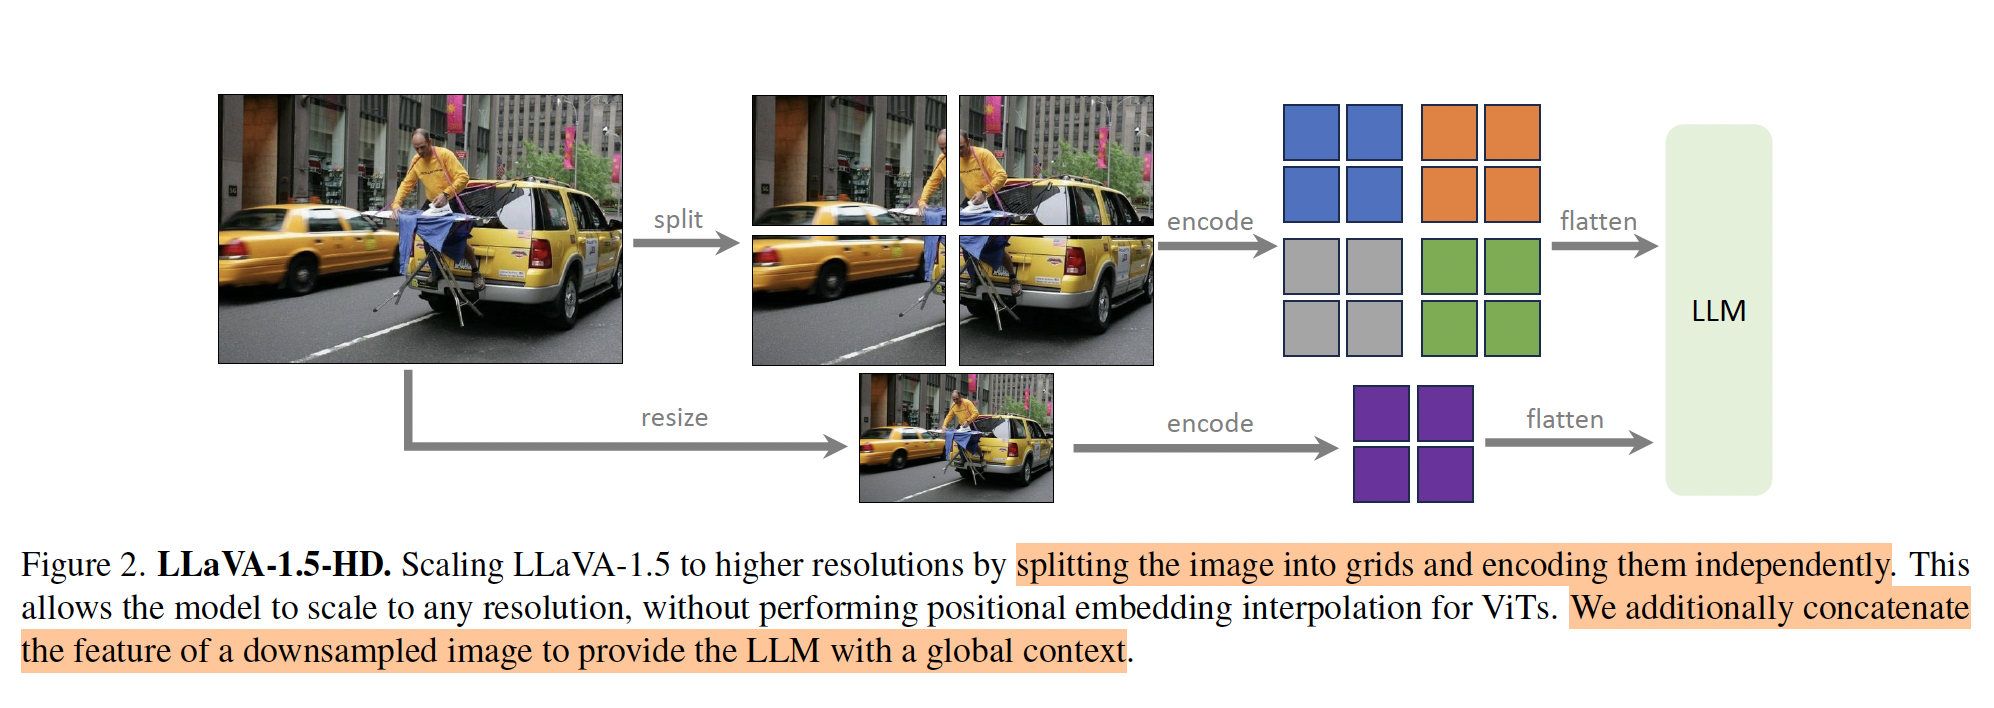 split
encode
flatten
LLM
resize
encode
flatten
Figure 2. LLaVA-1.5-HD. Scaling LLaVA-1.5 to higher resolutions by splitting the image into grids and encoding them independently. This
allows the model to scale to any resolution, without performing positional embedding interpolation for ViTs. We additionally concatenate
the feature of a downsampled image to provide the LLM with a global context.